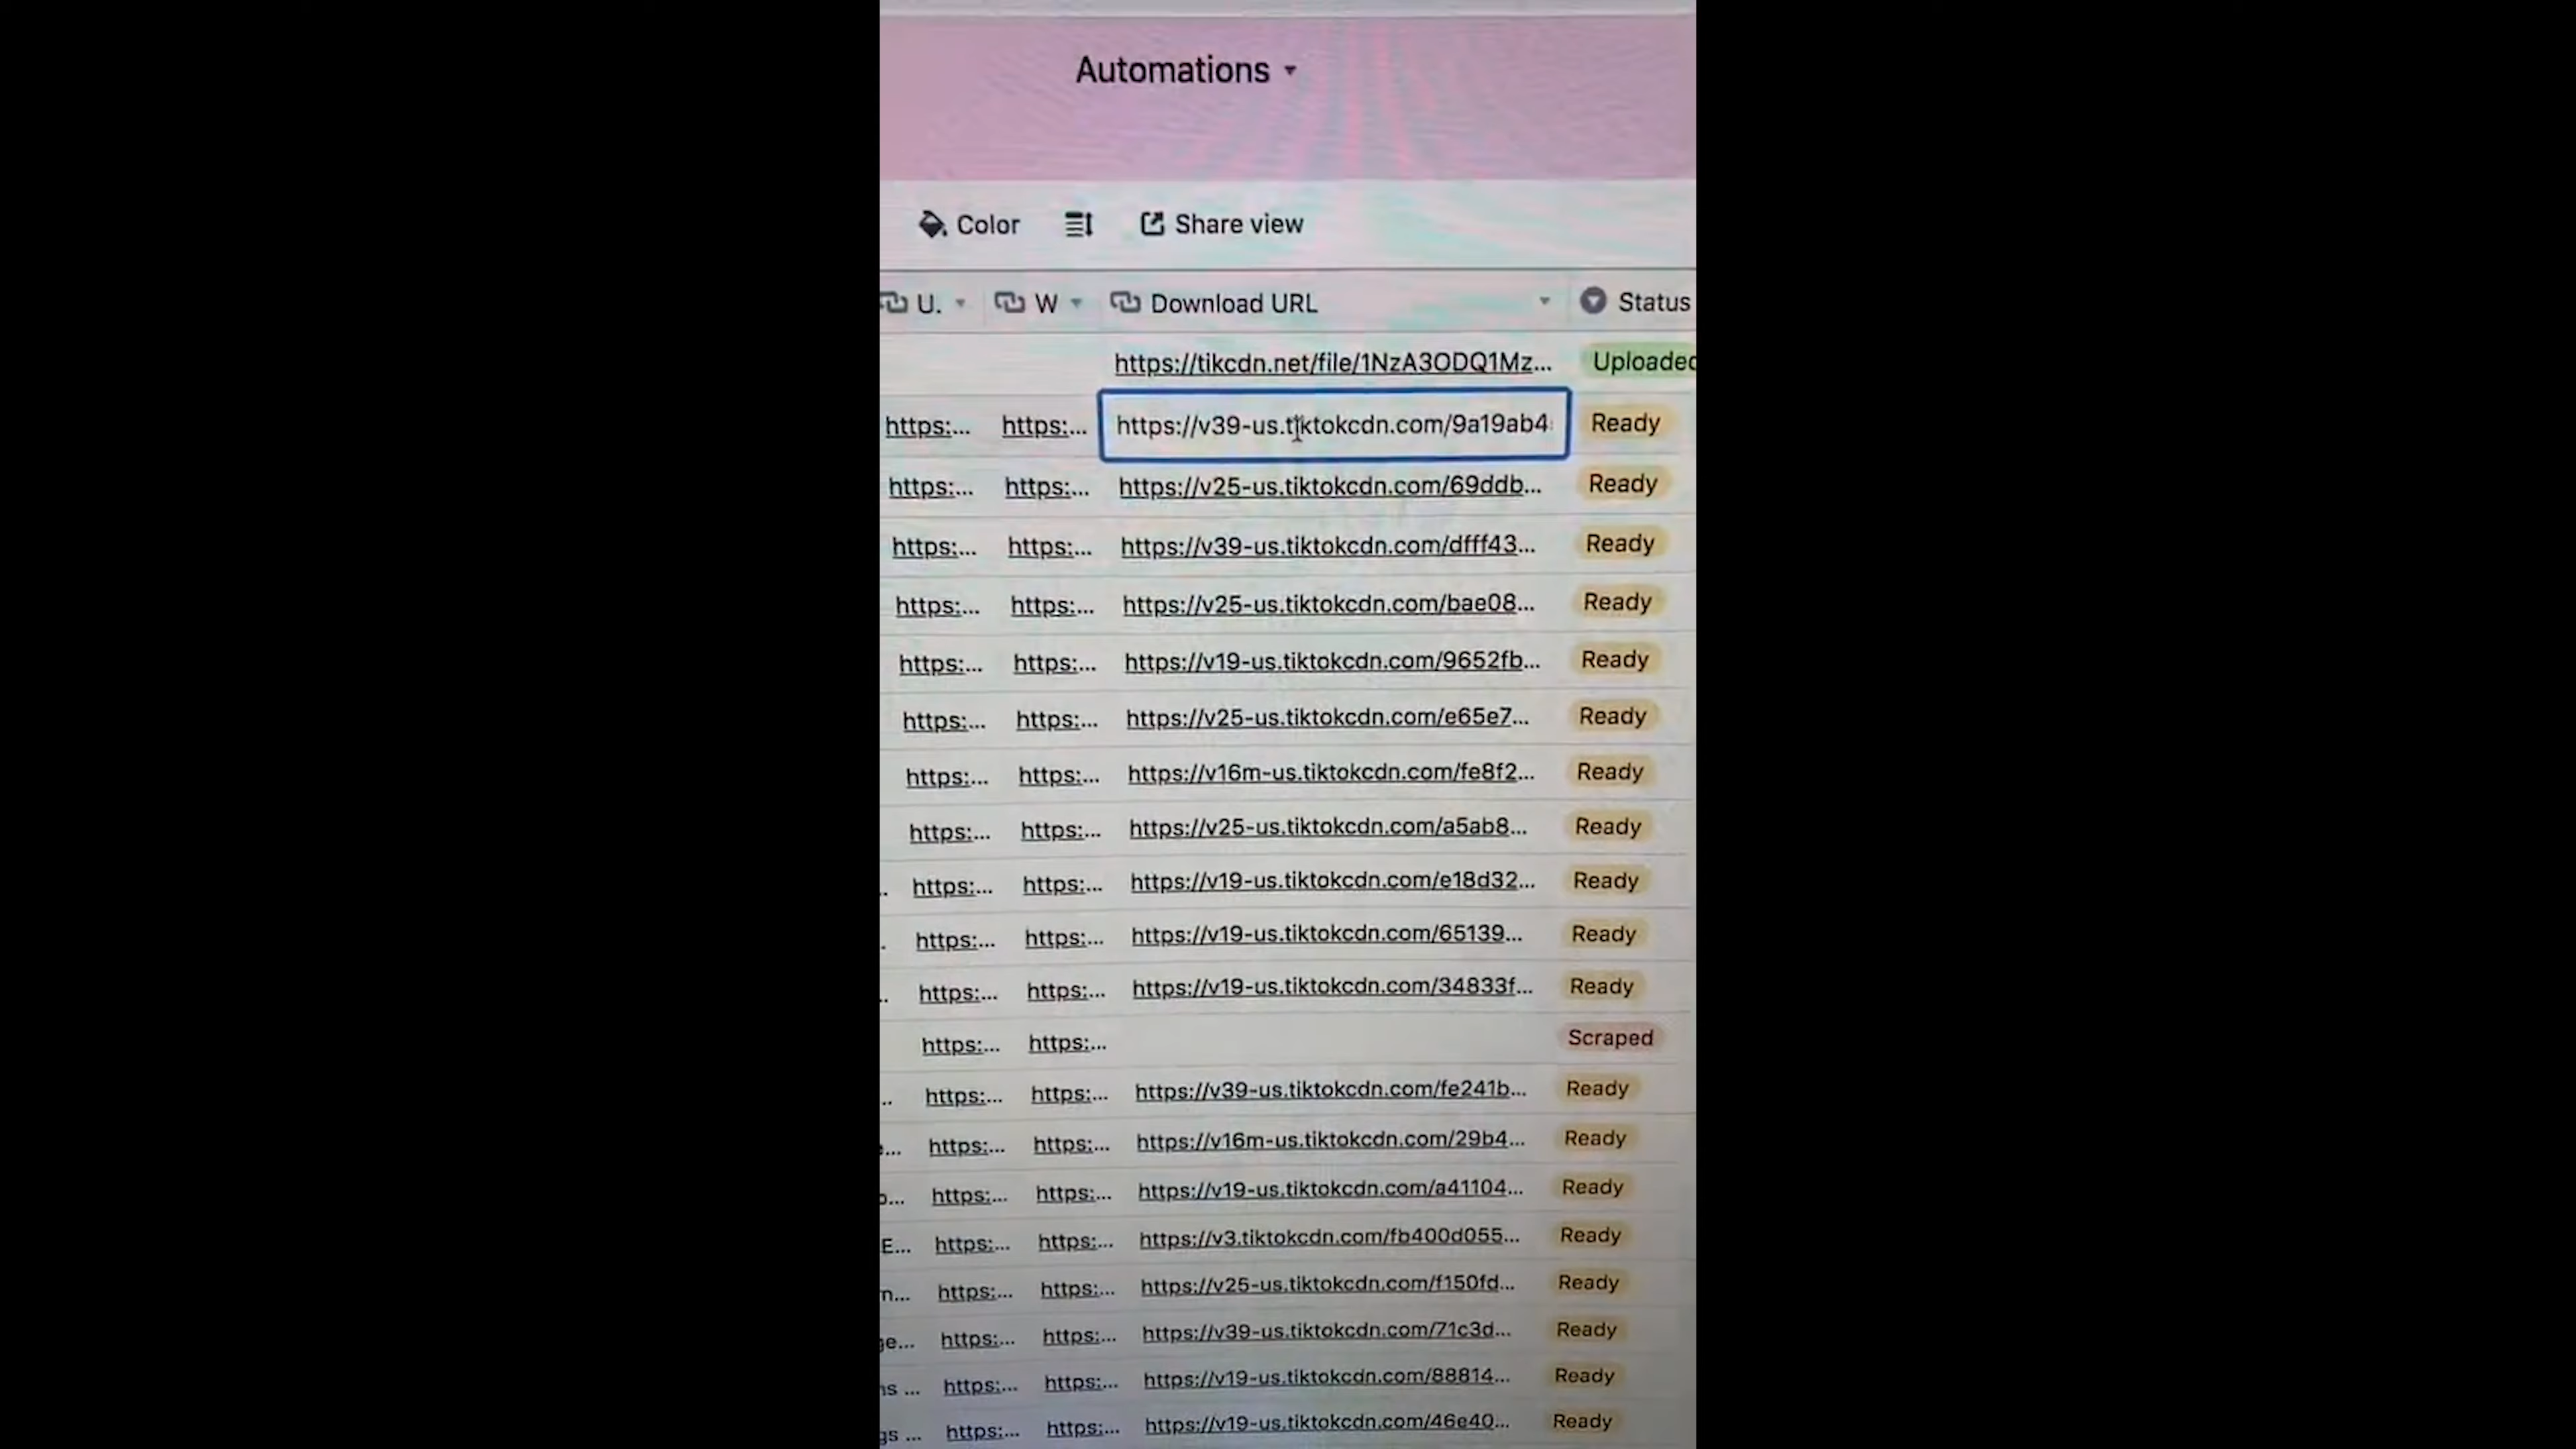 Automations
Color Share view
U. W Download URL Status
https://tikcdn.net/file/1NzA3ODQ1Mz... Uploaded
https:... https:... https://v39-us.tiktokcdn.com/9a19ab4 Ready
https:... https:... https://v25-us.tiktokcdn.com/69ddb... Ready
https:... https:... https://v39-us.tiktokcdn.com/dfff43... Ready
https:... https:... https://v25-us.tiktokcdn.com/bae08... Ready
https:... https:... https://v19-us.tiktokcdn.com/9652fb... Ready
https:... https:... https://v25-us.tiktokcdn.com/e65e7... Ready
https:... https:... https://v16m-us.tiktokcdn.com/fe8f2... Ready
https:... https:... https://v25-us.tiktokcdn.com/a5ab8... Ready
. https:... https:... https://v19-us.tiktokcdn.com/e18d32... Ready
. https:... https:... https://v19-us.tiktokcdn.com/65139... Ready
.. https:... https:... https://v19-us.tiktokcdn.com/34833f... Ready
https:... https:... Scraped
.. https:... https:... https://v39-us.tiktokcdn.com/fe241b... Ready
e... https:... https:... https://v16m-us.tiktokcdn.com/29b4... Ready
o... https:... https:... https://v19-us.tiktokcdn.com/a41104... Ready
E... https:... https:... https://v3.tiktokcdn.com/fb400d055... Ready
m... https:... https:... https://v25-us.tiktokcdn.com/f150fd... Ready
ge... https:... https:... https://v39-us.tiktokcdn.com/71c3d... Ready
ns ... https:... https:... https://v19-us.tiktokcdn.com/88814... Ready
gs ... https:... https:... https://v19-us.tiktokcdn.com/46e40... Ready